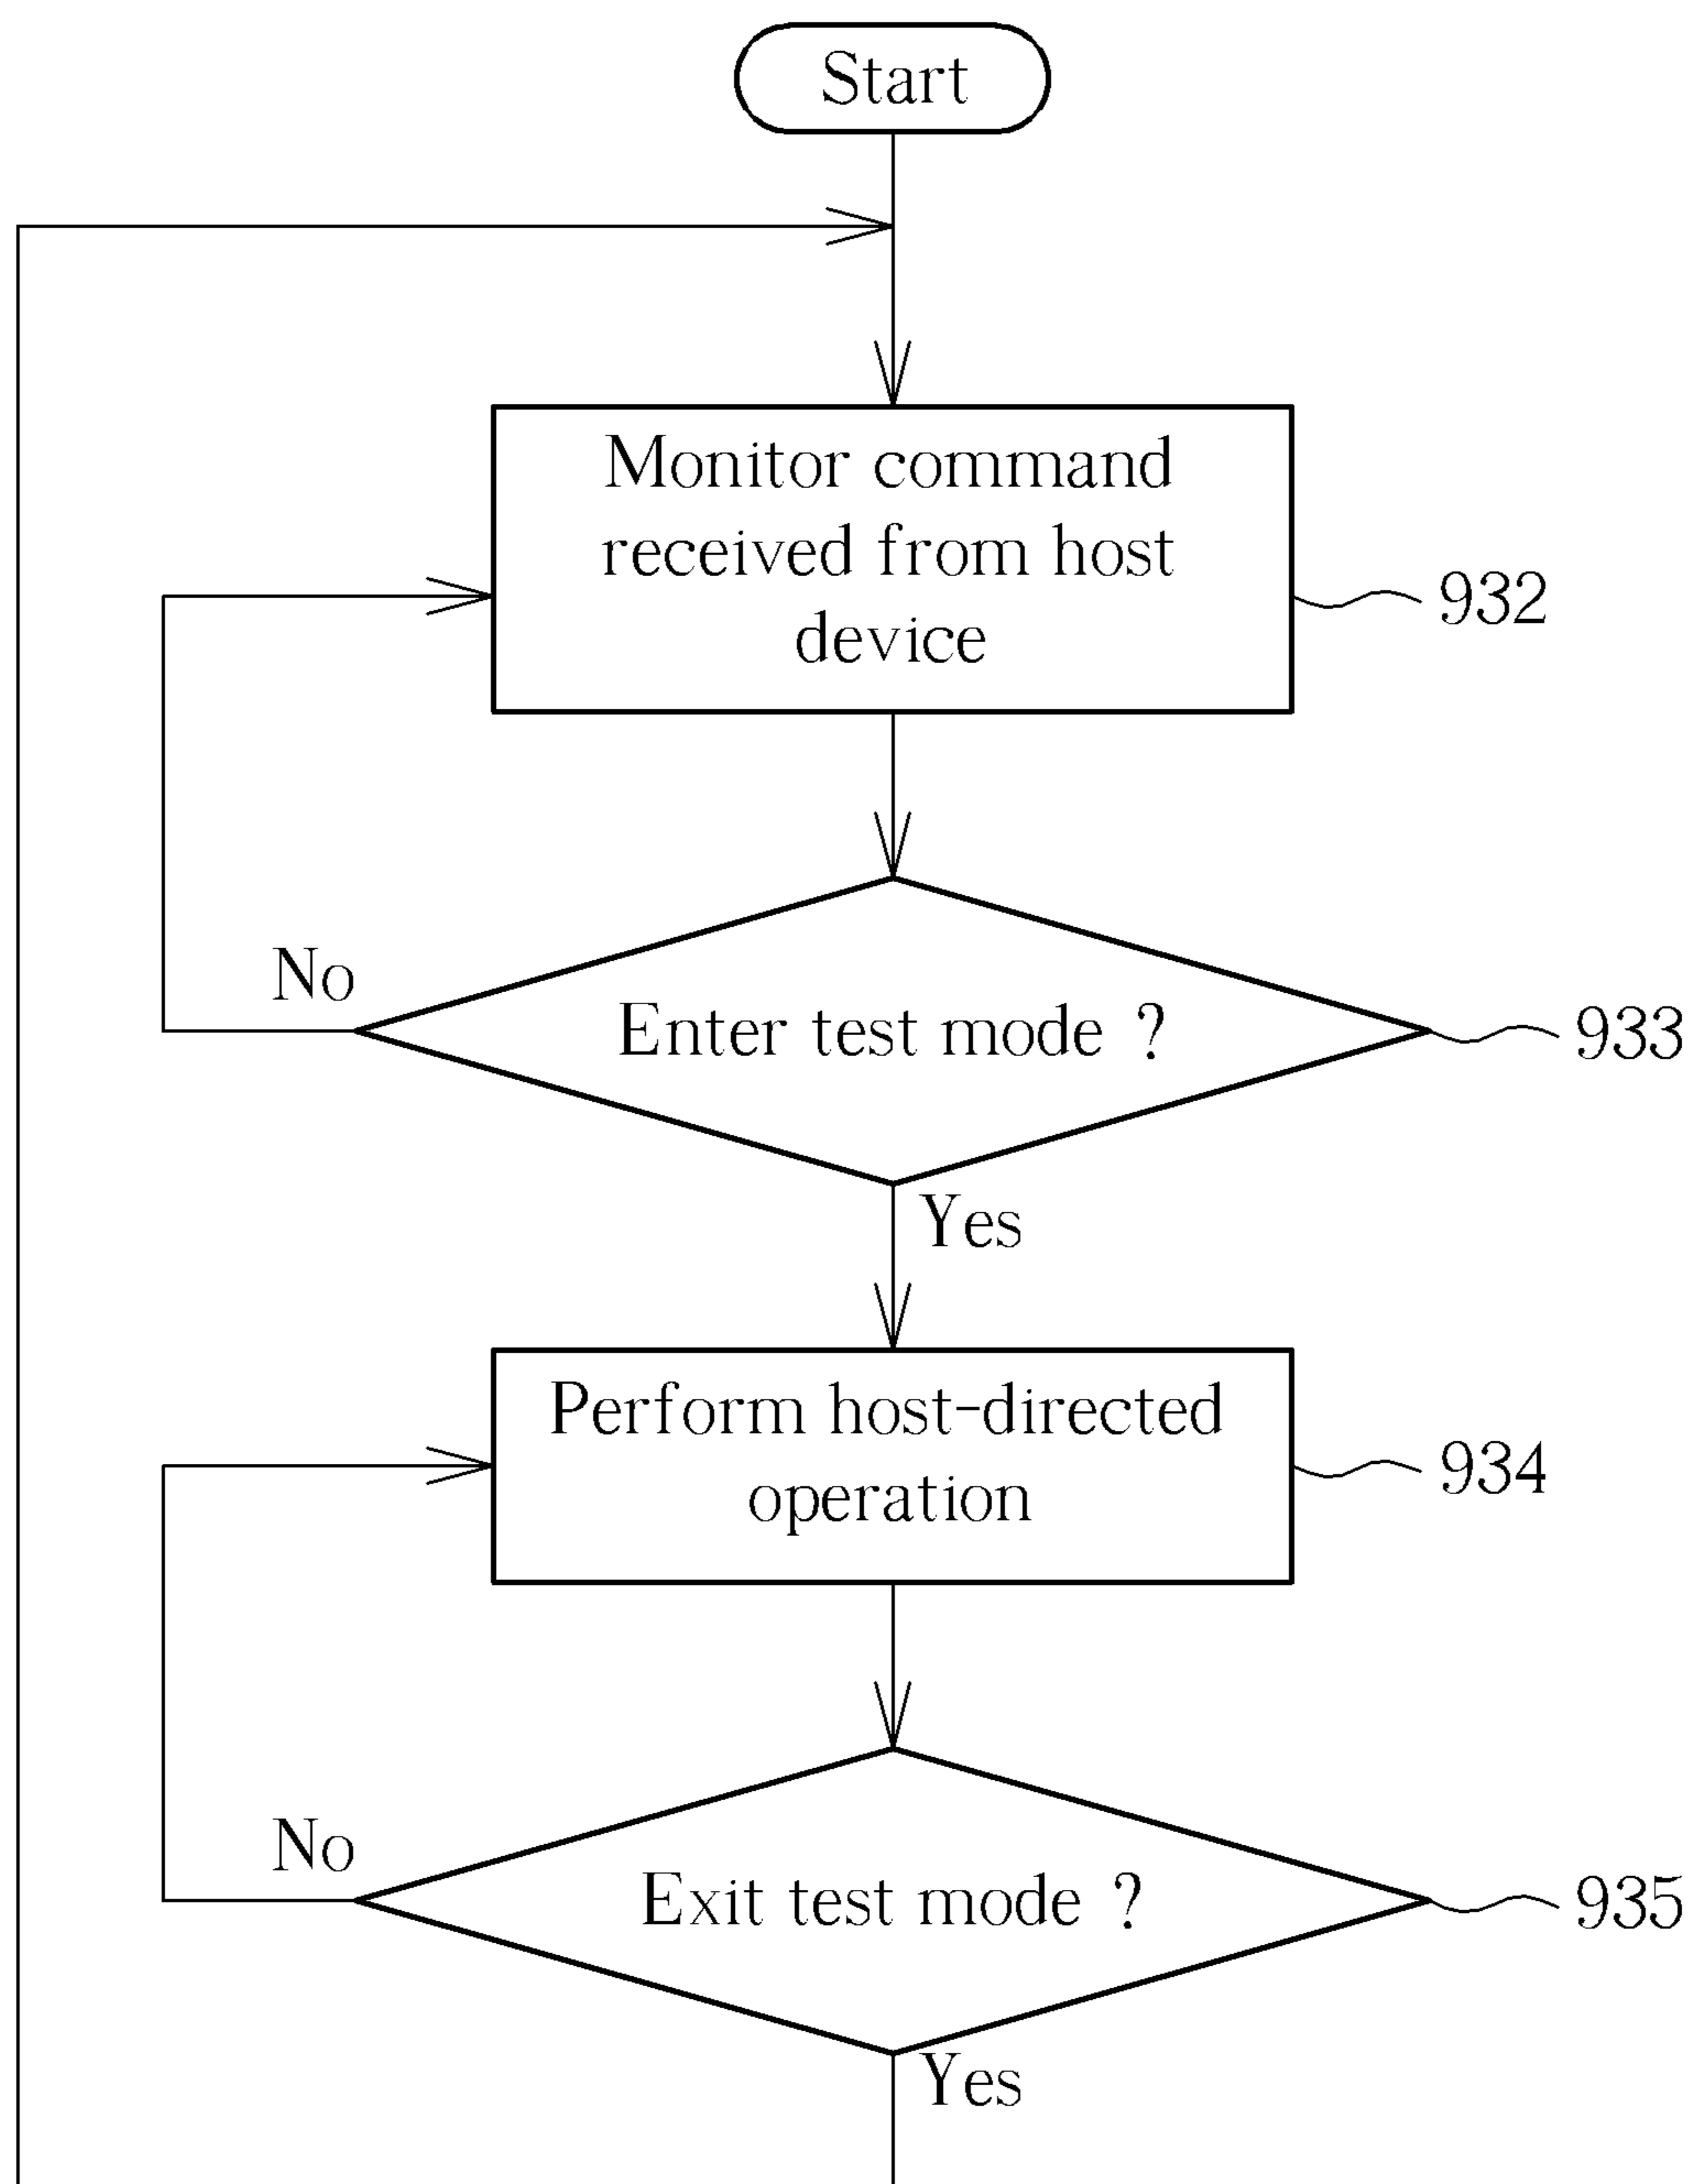 Start
Monitor command
received from host
device
932
No
Enter test mode ?
933
Yes
Perform host-directed
operation
934
No
Exit test mode ?
935
Yes